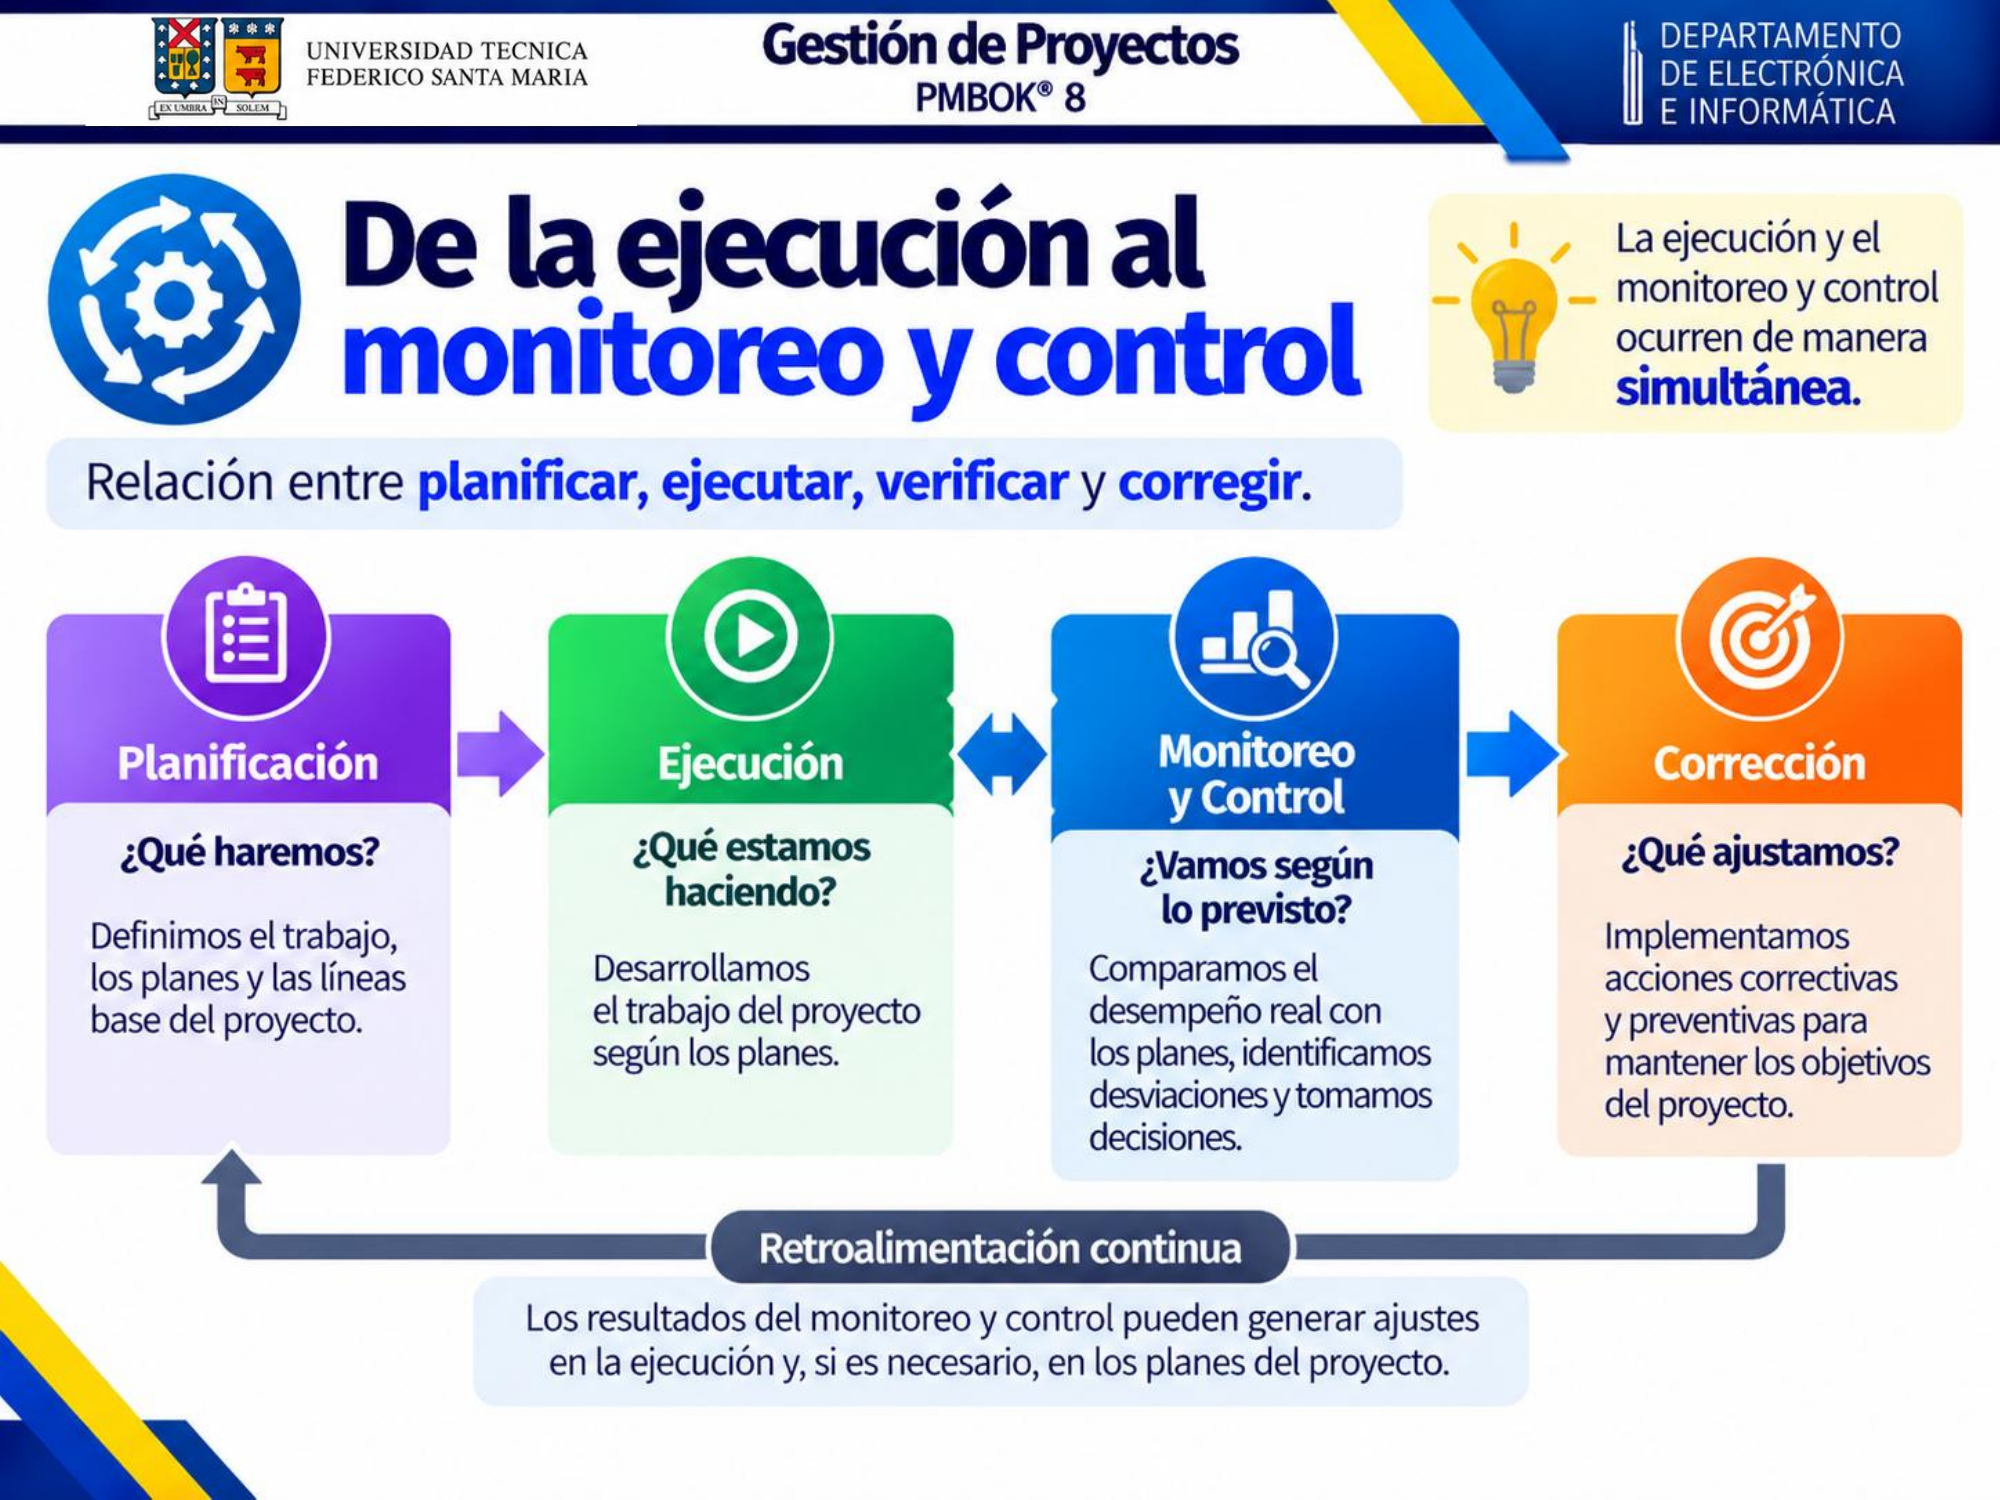 EX UMBRA IN SOLEM
UNIVERSIDAD TECNICA
FEDERICO SANTA MARIA
Gestión de Proyectos
PMBOK® 8
DEPARTAMENTO
DE ELECTRÓNICA
E INFORMÁTICA
De la ejecución al
monitoreo y control
La ejecución y el
monitoreo y control
ocurren de manera
simultánea.
Relación entre planificar, ejecutar, verificar y corregir.
Planificación
¿Qué haremos?
Definimos el trabajo,
los planes y las líneas
base del proyecto.
Ejecución
¿Qué estamos
haciendo?
Desarrollamos
el trabajo del proyecto
según los planes.
Monitoreo
y Control
¿Vamos según
lo previsto?
Comparamos el
desempeño real con
los planes, identificamos
desviaciones y tomamos
decisiones.
Corrección
¿Qué ajustamos?
Implementamos
acciones correctivas
y preventivas para
mantener los objetivos
del proyecto.
Retroalimentación continua
Los resultados del monitoreo y control pueden generar ajustes
en la ejecución y, si es necesario, en los planes del proyecto.